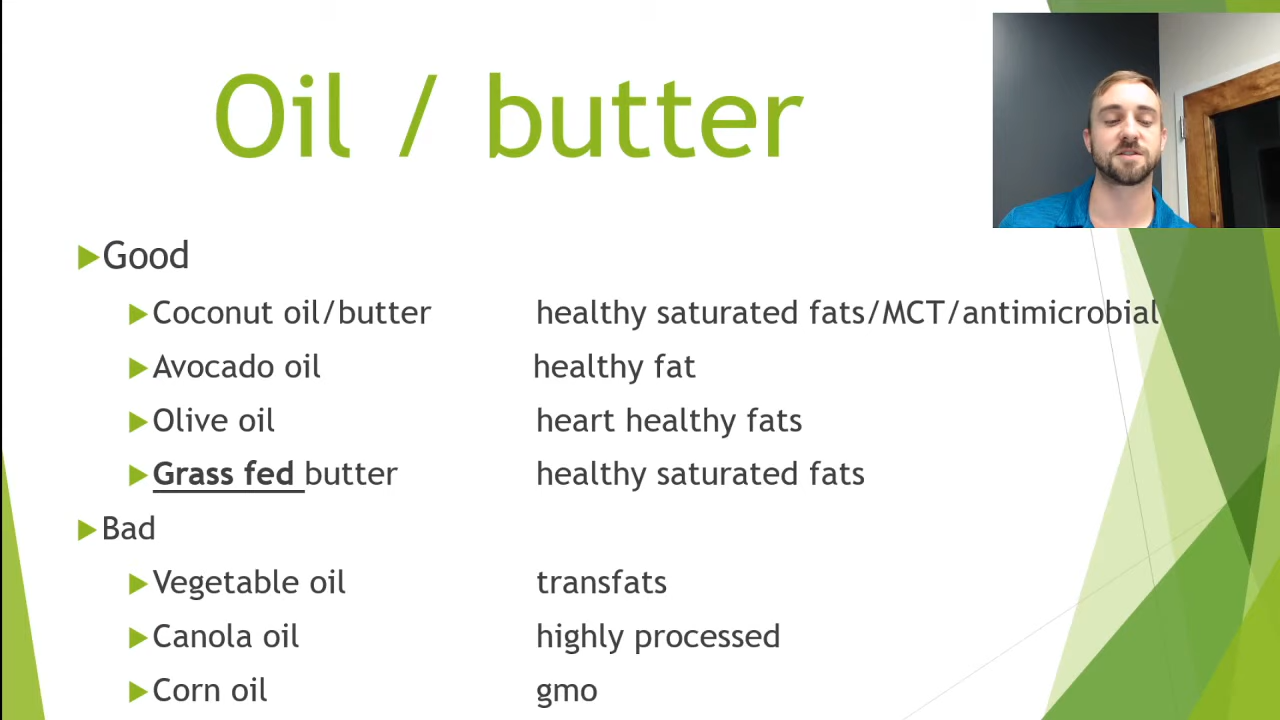 Oil / butter
Good
Coconut oil/butter healthy saturated fats/MCT/antimicrobial
Avocado oil healthy fat
Olive oil heart healthy fats
Grass fed butter healthy saturated fats
Bad
Vegetable oil transfats
Canola oil highly processed
Corn oil gmo